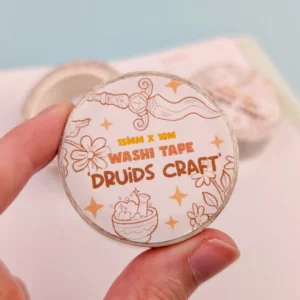 15MM X 10M
WASHI TAPE
'DRUIDS CRAFT'